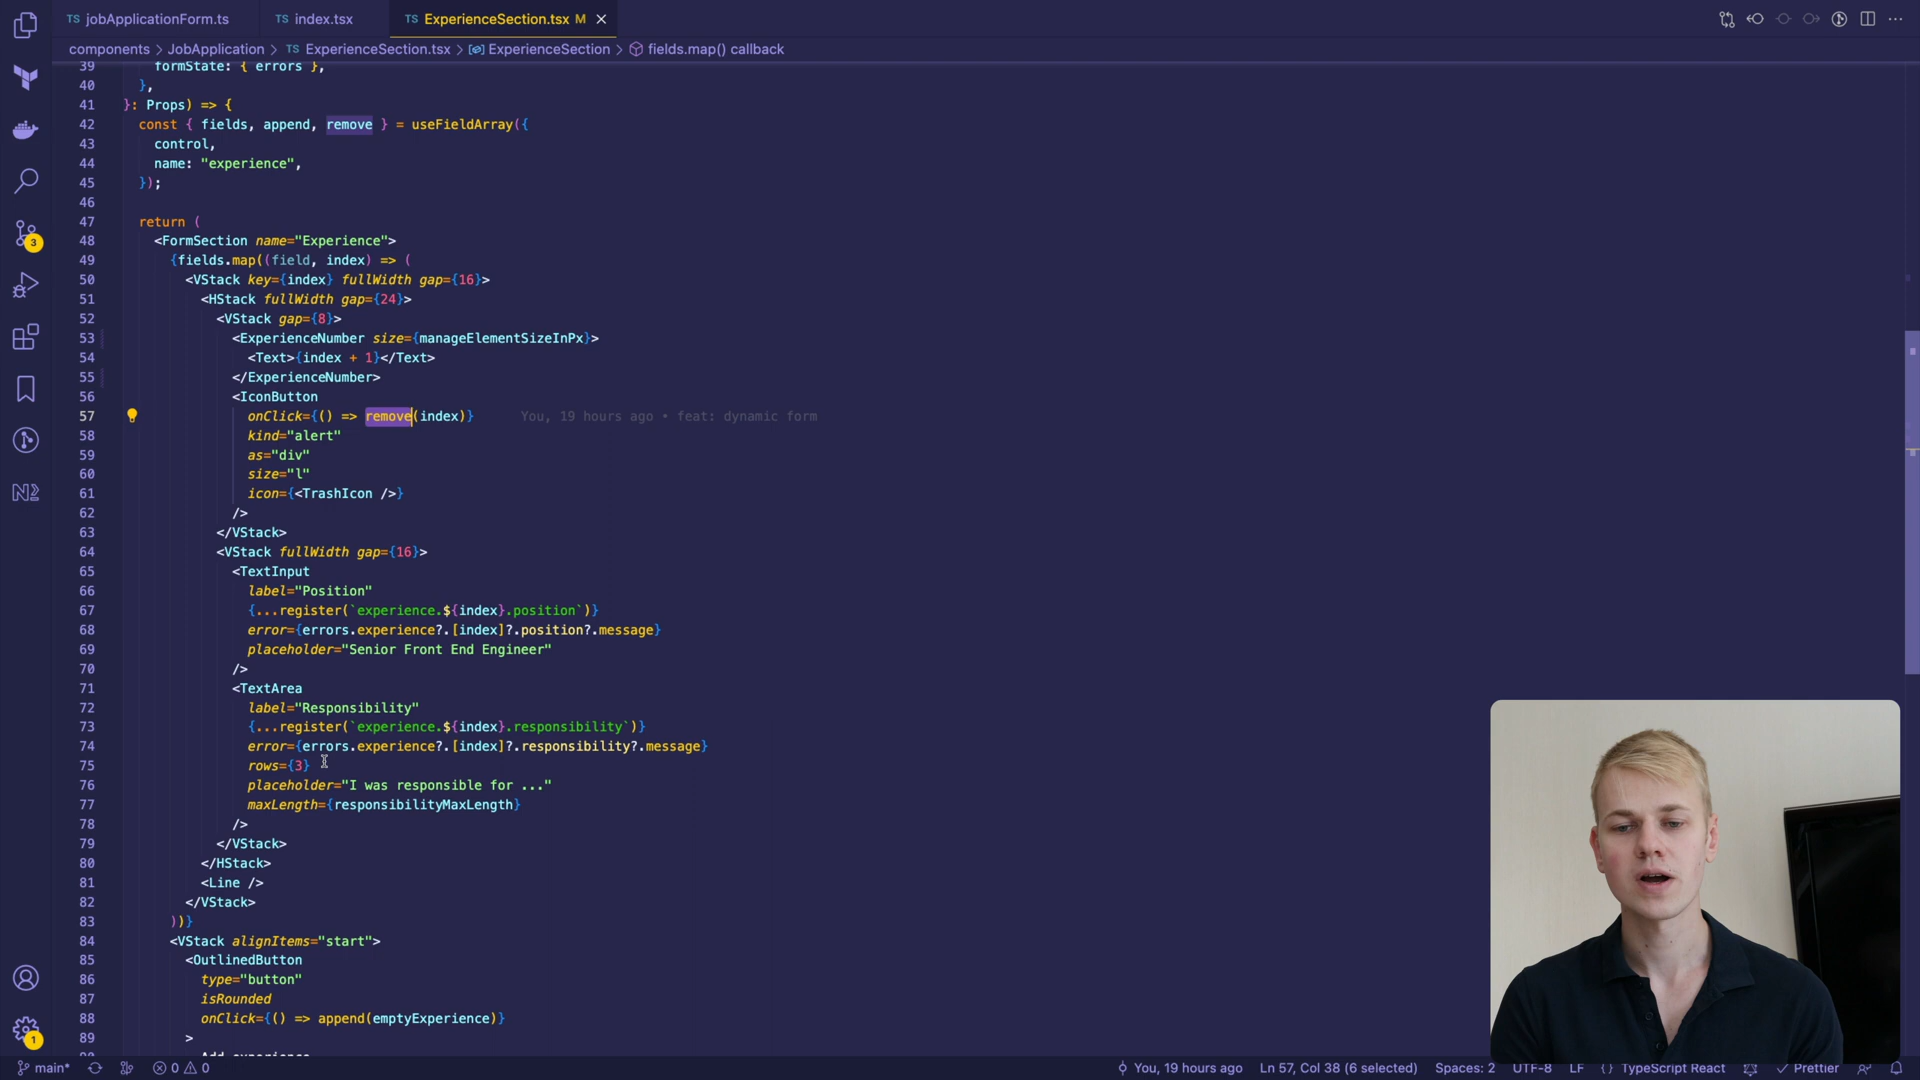 TS jobApplicationForm.ts TS index.tsx TS ExperienceSection.tsx M
components > JobApplication > TS ExperienceSection.tsx > ExperienceSection > fields.map() callback
39 formState: { errors },
40 },
41 }: Props) => {
42 const { fields, append, remove } = useFieldArray({
43 control,
44 name: "experience",
45 });
46
47 return (
48 <FormSection name="Experience">
49 {fields.map((field, index) => (
50 <VStack key={index} fullWidth gap={16}>
51 <HStack fullWidth gap={24}>
52 <VStack gap={8}>
53 <ExperienceNumber size={manageElementSizeInPx}>
54 <Text>{index + 1}</Text>
55 </ExperienceNumber>
56 <IconButton
57 onClick={() => remove(index)} You, 19 hours ago • feat: dynamic form
58 kind="alert"
59 as="div"
60 size="l"
61 icon={<TrashIcon />}
62 />
63 </VStack>
64 <VStack fullWidth gap={16}>
65 <TextInput
66 label="Position"
67 {...register(`experience.${index}.position`)}
68 error={errors.experience?.[index]?.position?.message}
69 placeholder="Senior Front End Engineer"
70 />
71 <TextArea
72 label="Responsibility"
73 {...register(`experience.${index}.responsibility`)}
74 error={errors.experience?.[index]?.responsibility?.message}
75 rows={3}
76 placeholder="I was responsible for ..."
77 maxLength={responsibilityMaxLength}
78 />
79 </VStack>
80 </HStack>
81 <Line />
82 </VStack>
83 ))}
84 <VStack alignItems="start">
85 <OutlinedButton
86 type="button"
87 isRounded
88 onClick={() => append(emptyExperience)}
89 >
Add experience
3
1
main* 0 0 You, 19 hours ago Ln 57, Col 38 (6 selected) Spaces: 2 UTF-8 LF {} TypeScript React Prettier